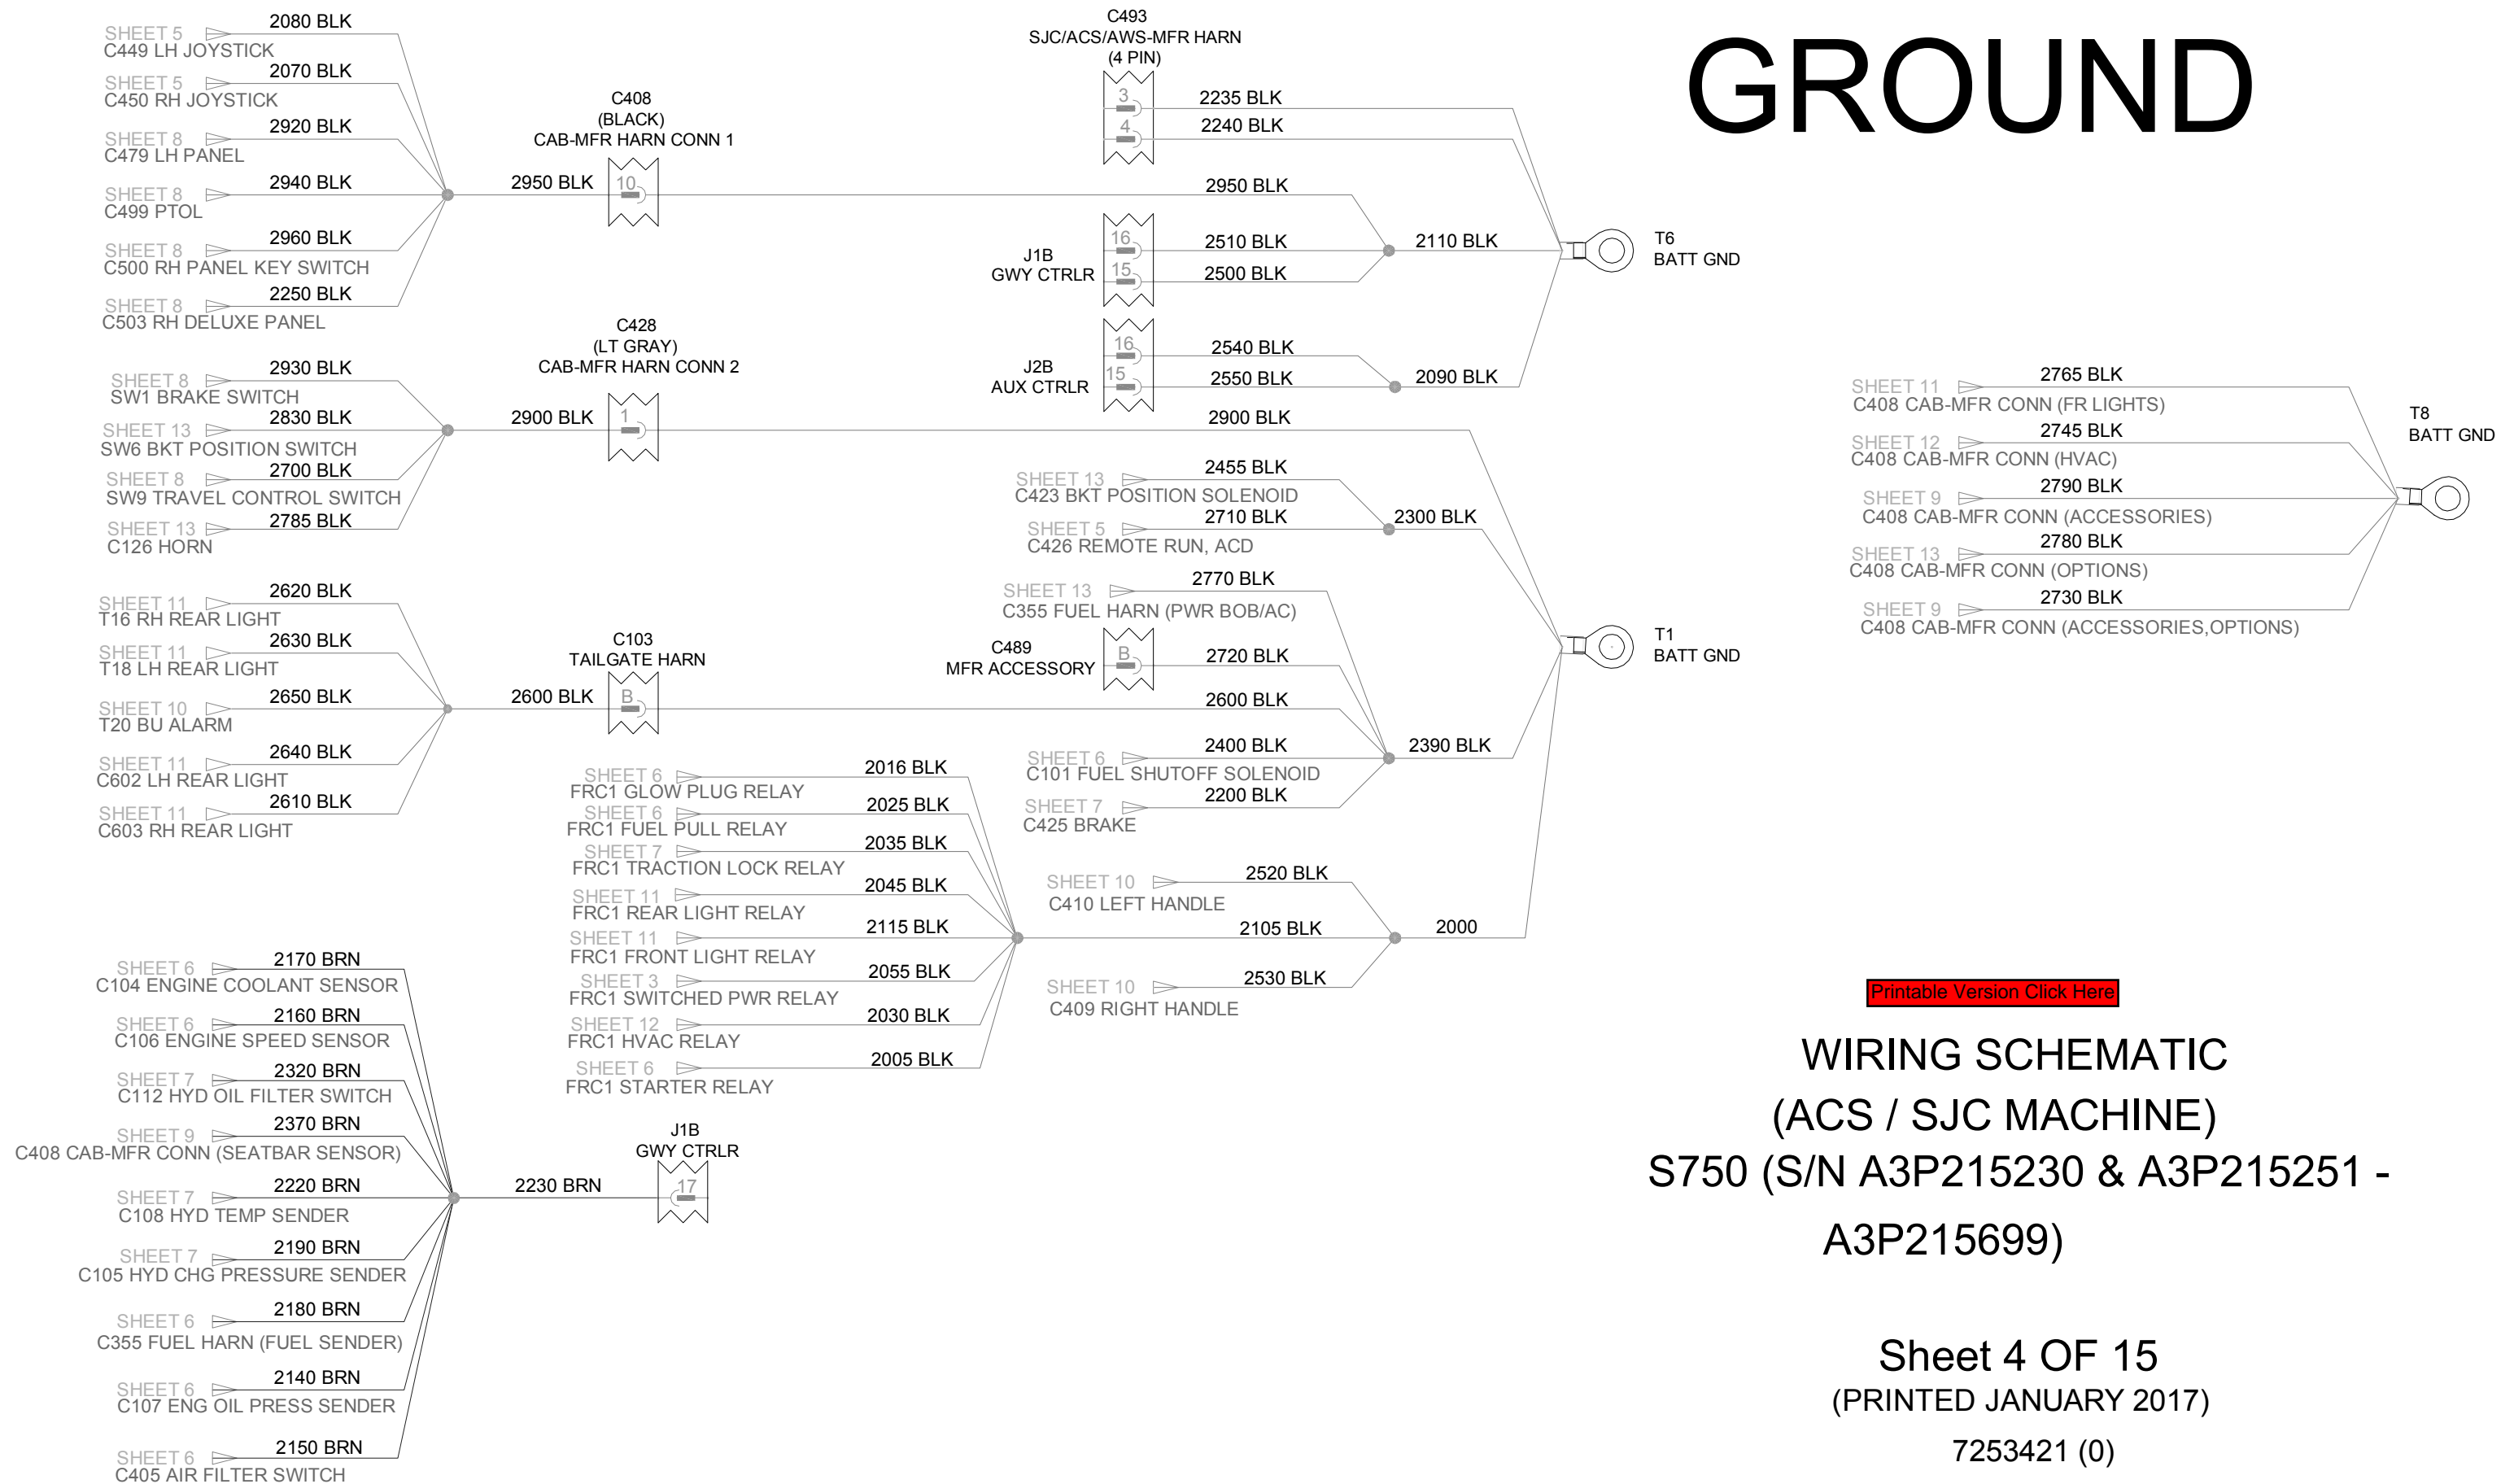 GROUND
2080 BLK
SHEET 5
C449 LH JOYSTICK
2070 BLK
SHEET 5
C450 RH JOYSTICK
2920 BLK
SHEET 8
C479 LH PANEL
2940 BLK
SHEET 8
C499 PTOL
2960 BLK
SHEET 8
C500 RH PANEL KEY SWITCH
2250 BLK
SHEET 8
C503 RH DELUXE PANEL
C408
(BLACK)
CAB-MFR HARN CONN 1
2950 BLK
10
2950 BLK
C493
SJC/ACS/AWS-MFR HARN
(4 PIN)
3
2235 BLK
4
2240 BLK
J1B
GWY CTRLR
16
2510 BLK
15
2500 BLK
2110 BLK
J2B
AUX CTRLR
16
2540 BLK
15
2550 BLK
2090 BLK
T6
BATT GND
2930 BLK
SHEET 8
SW1 BRAKE SWITCH
2830 BLK
SHEET 13
SW6 BKT POSITION SWITCH
2700 BLK
SHEET 8
SW9 TRAVEL CONTROL SWITCH
2785 BLK
SHEET 13
C126 HORN
C428
(LT GRAY)
CAB-MFR HARN CONN 2
2900 BLK
1
2900 BLK
2455 BLK
SHEET 13
C423 BKT POSITION SOLENOID
2710 BLK
SHEET 5
C426 REMOTE RUN, ACD
2300 BLK
2770 BLK
SHEET 13
C355 FUEL HARN (PWR BOB/AC)
C489
MFR ACCESSORY
B
2720 BLK
2620 BLK
SHEET 11
T16 RH REAR LIGHT
2630 BLK
SHEET 11
T18 LH REAR LIGHT
2650 BLK
SHEET 10
T20 BU ALARM
2640 BLK
SHEET 11
C602 LH REAR LIGHT
2610 BLK
SHEET 11
C603 RH REAR LIGHT
C103
TAILGATE HARN
2600 BLK
B
2600 BLK
2400 BLK
SHEET 6
C101 FUEL SHUTOFF SOLENOID
2200 BLK
SHEET 7
C425 BRAKE
2390 BLK
T1
BATT GND
2016 BLK
SHEET 6
FRC1 GLOW PLUG RELAY
2025 BLK
SHEET 6
FRC1 FUEL PULL RELAY
2035 BLK
SHEET 7
FRC1 TRACTION LOCK RELAY
2045 BLK
SHEET 11
FRC1 REAR LIGHT RELAY
2115 BLK
SHEET 11
FRC1 FRONT LIGHT RELAY
2055 BLK
SHEET 3
FRC1 SWITCHED PWR RELAY
2030 BLK
SHEET 12
FRC1 HVAC RELAY
2005 BLK
SHEET 6
FRC1 STARTER RELAY
2520 BLK
SHEET 10
C410 LEFT HANDLE
2105 BLK
2000
2530 BLK
SHEET 10
C409 RIGHT HANDLE
2765 BLK
SHEET 11
C408 CAB-MFR CONN (FR LIGHTS)
2745 BLK
SHEET 12
C408 CAB-MFR CONN (HVAC)
2790 BLK
SHEET 9
C408 CAB-MFR CONN (ACCESSORIES)
2780 BLK
SHEET 13
C408 CAB-MFR CONN (OPTIONS)
2730 BLK
SHEET 9
C408 CAB-MFR CONN (ACCESSORIES,OPTIONS)
T8
BATT GND
2170 BRN
SHEET 6
C104 ENGINE COOLANT SENSOR
2160 BRN
SHEET 6
C106 ENGINE SPEED SENSOR
2320 BRN
SHEET 7
C112 HYD OIL FILTER SWITCH
2370 BRN
SHEET 9
C408 CAB-MFR CONN (SEATBAR SENSOR)
2220 BRN
SHEET 7
C108 HYD TEMP SENDER
2190 BRN
SHEET 7
C105 HYD CHG PRESSURE SENDER
2180 BRN
SHEET 6
C355 FUEL HARN (FUEL SENDER)
2140 BRN
SHEET 6
C107 ENG OIL PRESS SENDER
2150 BRN
SHEET 6
C405 AIR FILTER SWITCH
2230 BRN
J1B
GWY CTRLR
17
Printable Version Click Here
WIRING SCHEMATIC
(ACS / SJC MACHINE)
S750 (S/N A3P215230 & A3P215251 -
A3P215699)
Sheet 4 OF 15
(PRINTED JANUARY 2017)
7253421 (0)